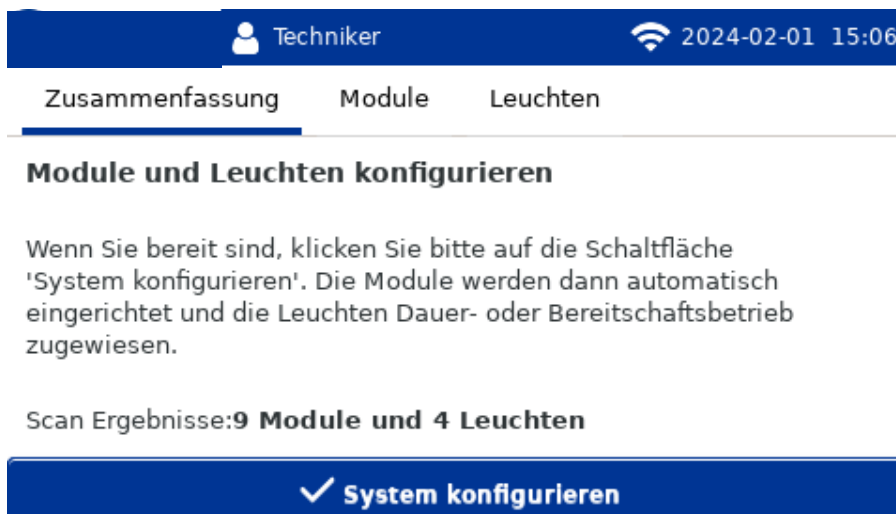 Techniker 2024-02-01 15:06
Zusammenfassung Module Leuchten
Module und Leuchten konfigurieren
Wenn Sie bereit sind, klicken Sie bitte auf die Schaltfläche
'System konfigurieren'. Die Module werden dann automatisch
eingerichtet und die Leuchten Dauer- oder Bereitschaftsbetrieb
zugewiesen.
Scan Ergebnisse:9 Module und 4 Leuchten
System konfigurieren